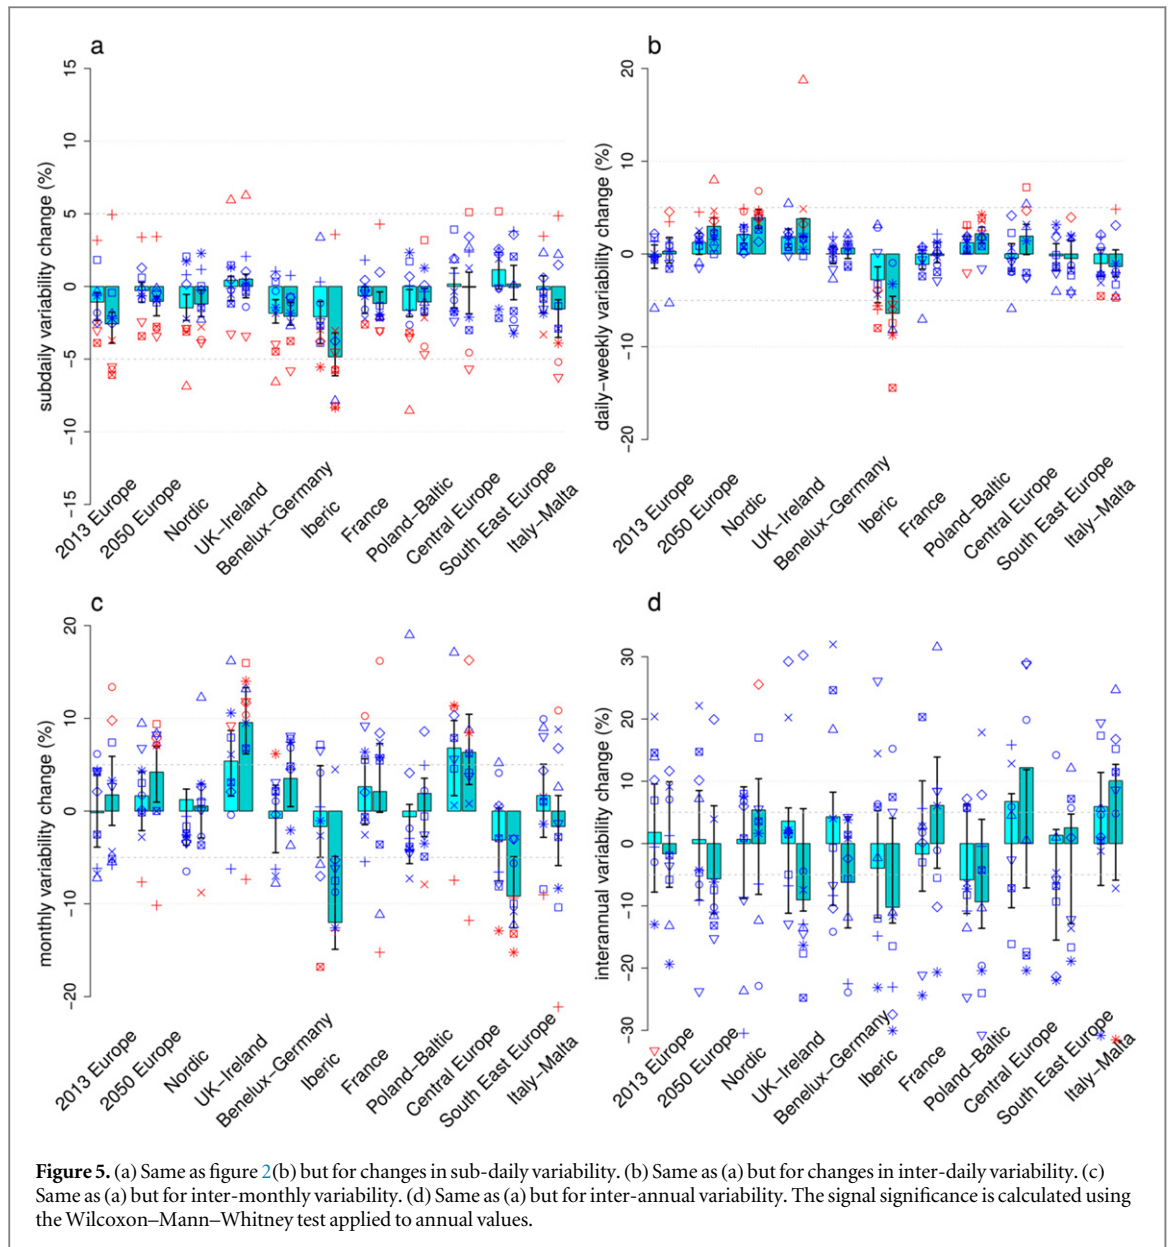 a
15
10
5
0
−5
−10
−15
subdaily variability change (%)
2013 Europe
2050 Europe
Nordic
UK−Ireland
Benelux−Germany
Iberic
France
Poland−Baltic
Central Europe
South East Europe
Italy−Malta
b
20
10
0
−10
−20
daily−weekly variability change (%)
2013 Europe
2050 Europe
Nordic
UK−Ireland
Benelux−Germany
Iberic
France
Poland−Baltic
Central Europe
South East Europe
Italy−Malta
c
20
10
0
−10
−20
monthly variability change (%)
2013 Europe
2050 Europe
Nordic
UK−Ireland
Benelux−Germany
Iberic
France
Poland−Baltic
Central Europe
South East Europe
Italy−Malta
d
30
20
10
0
−10
−20
−30
interannual variability change (%)
2013 Europe
2050 Europe
Nordic
UK−Ireland
Benelux−Germany
Iberic
France
Poland−Baltic
Central Europe
South East Europe
Italy−Malta
Figure 5. (a) Same as figure 2(b) but for changes in sub-daily variability. (b) Same as (a) but for changes in inter-daily variability. (c)
Same as (a) but for inter-monthly variability. (d) Same as (a) but for inter-annual variability. The signal significance is calculated using
the Wilcoxon–Mann–Whitney test applied to annual values.